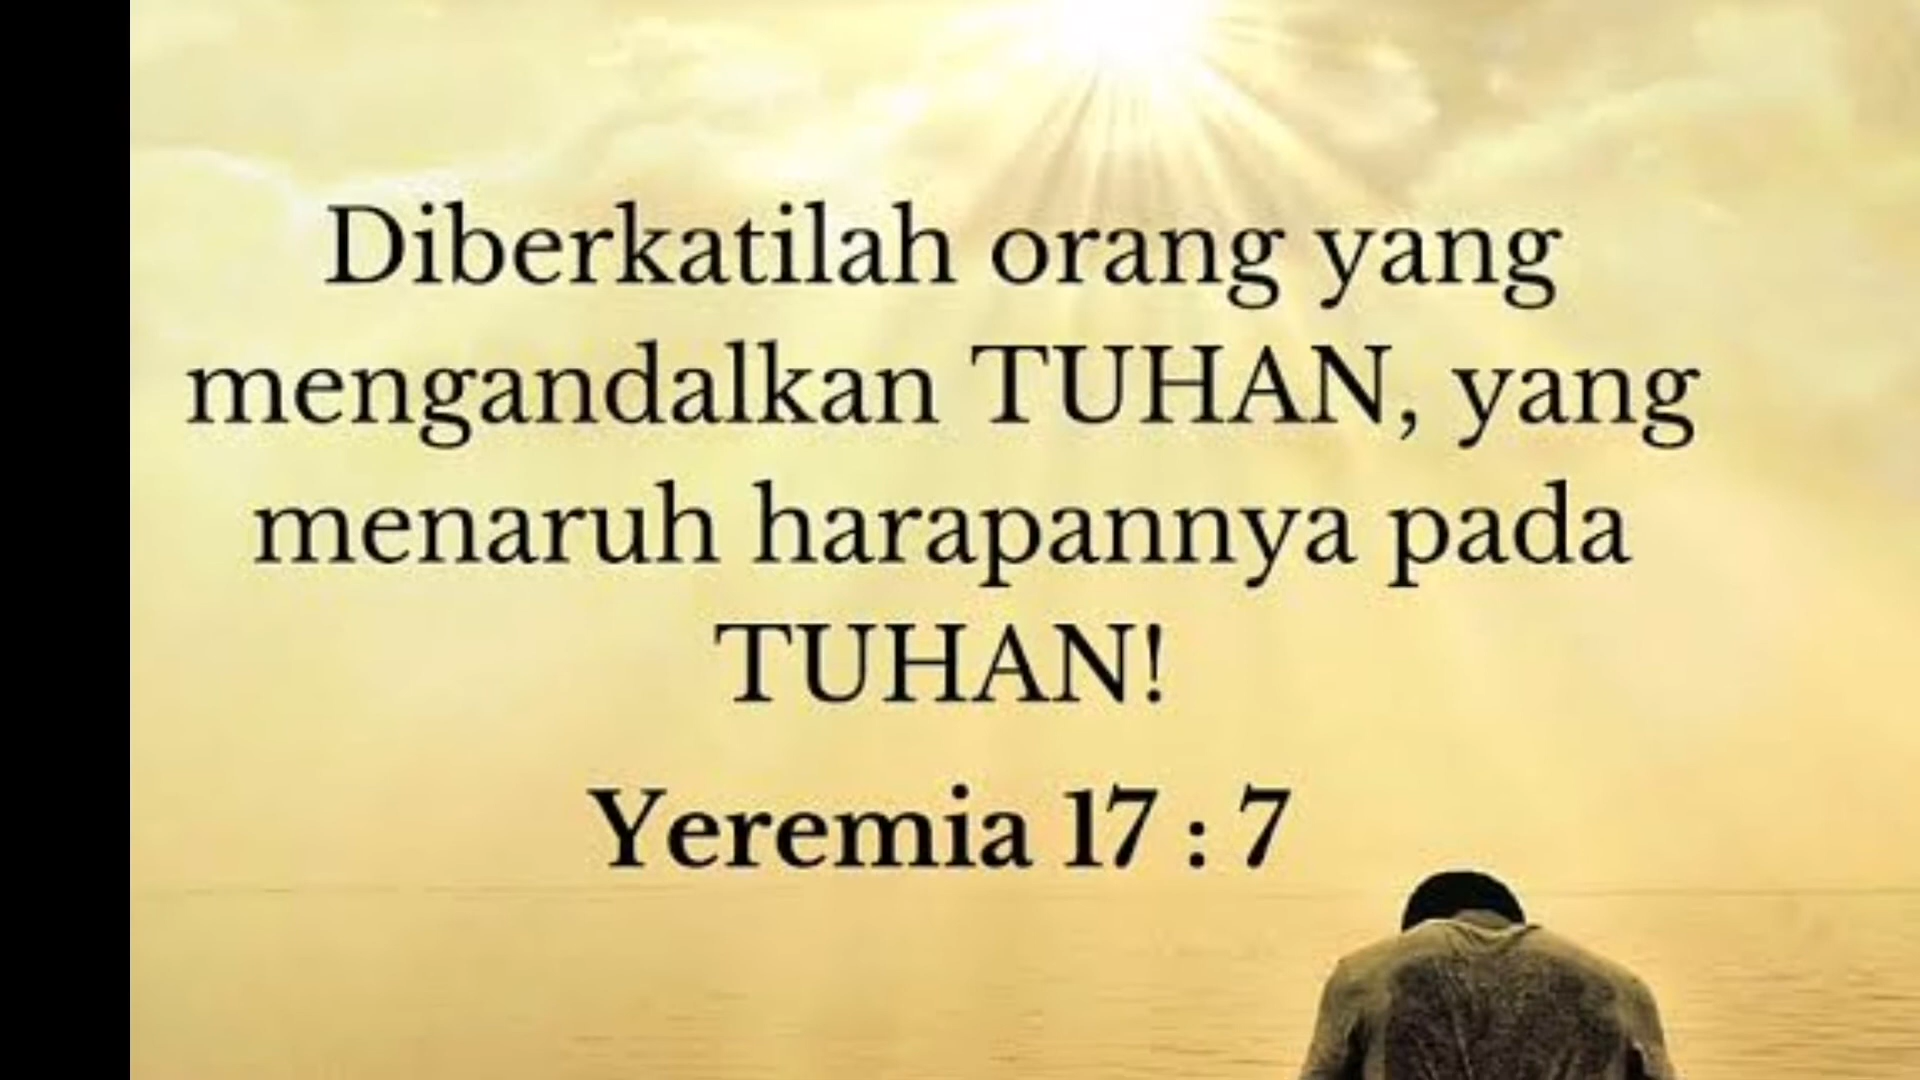 Diberkatilah orang yang
mengandalkan TUHAN, yang
menaruh harapannya pada
TUHAN!
Yeremia 17 : 7